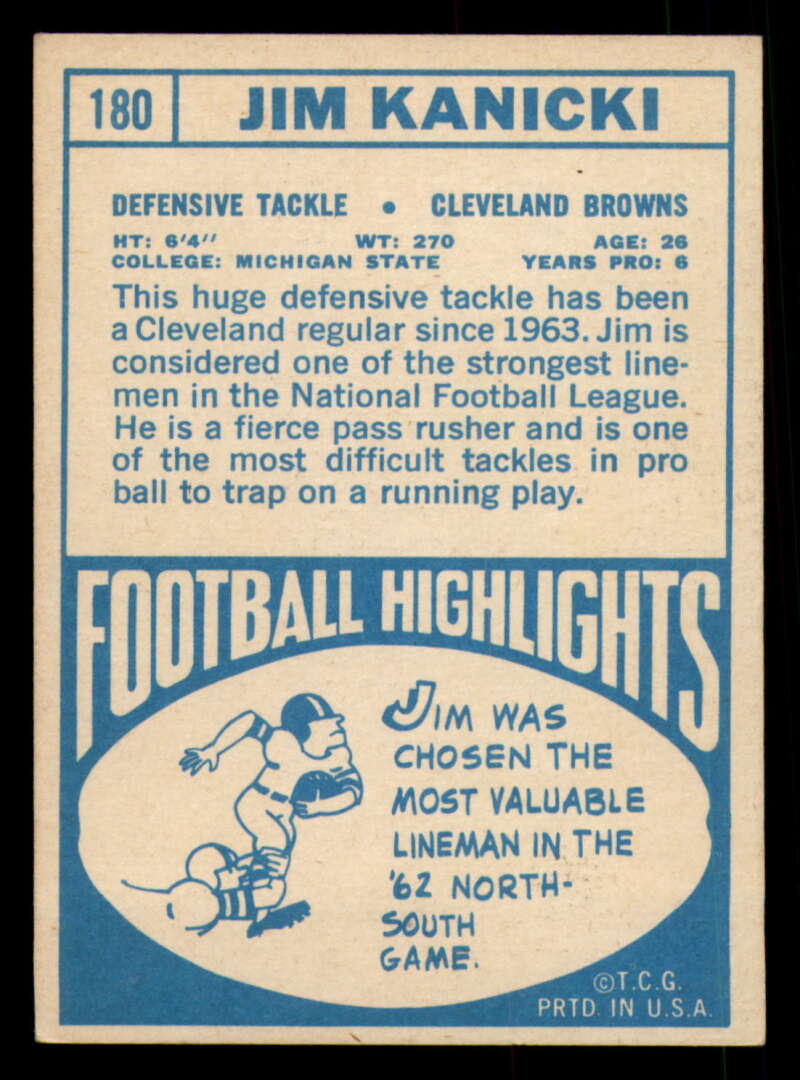 180 JIM KANICKI
DEFENSIVE TACKLE • CLEVELAND BROWNS
HT: 6'4" WT: 270 AGE: 26
COLLEGE: MICHIGAN STATE YEARS PRO: 6
This huge defensive tackle has been
a Cleveland regular since 1963. Jim is
considered one of the strongest line-
men in the National Football League.
He is a fierce pass rusher and is one
of the most difficult tackles in pro
ball to trap on a running play.
FOOTBALL HIGHLIGHTS
JIM WAS
CHOSEN THE
MOST VALUABLE
LINEMAN IN THE
'62 NORTH-
SOUTH
GAME.
©T.C.G.
PRTD. IN U.S.A.